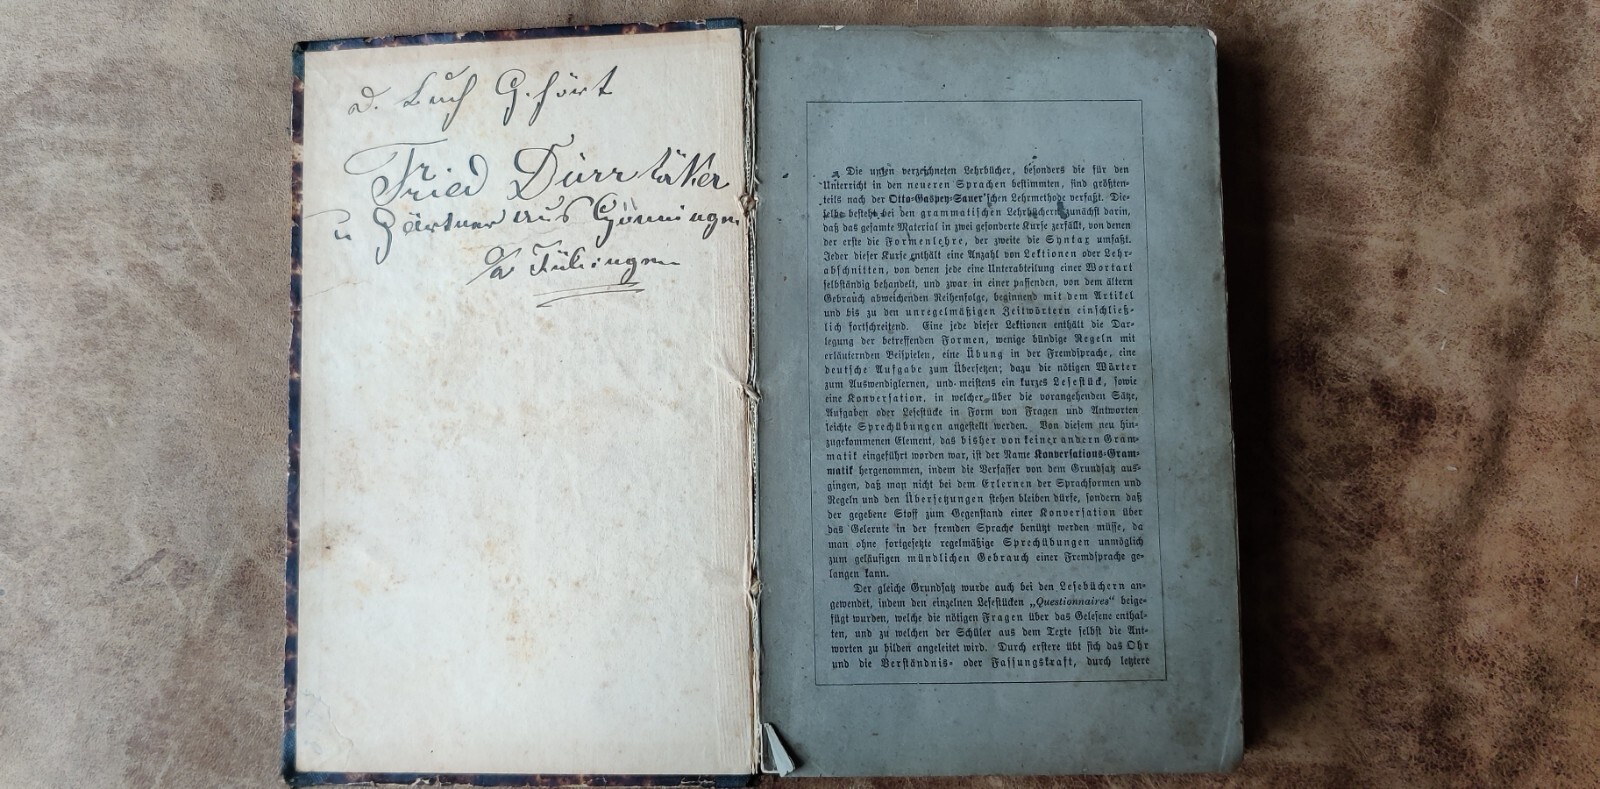 d. Buch G. hört
Fried Dürr
Gärtner aus Gönningen
o/a Tübingen
Die unten verzeichneten Lehrbücher, besonders die für den
Unterricht in den neueren Sprachen bestimmten, sind größten-
teils nach der Otto-Gaspey-Sauer'schen Lehrmethode verfaßt. Die-
selbe besteht bei den grammatischen Lehrbüchern zunächst darin,
daß das gesamte Material in zwei gesonderte Kurse zerfällt, von denen
der erste die Formenlehre, der zweite die Syntax umfaßt.
Jeder dieser Kurse enthält eine Anzahl von Lektionen oder Lehr-
abschnitten, von denen jede eine Unterabteilung einer Wortart
selbständig behandelt, und zwar in einer passenden, von dem ältern
Gebrauch abweichenden Reihenfolge, beginnend mit dem Artikel
und bis zu den unregelmäßigen Zeitwörtern einschließ-
lich fortschreitend. Eine jede dieser Lektionen enthält die Dar-
legung der betreffenden Formen, wenige bündige Regeln mit
erläuternden Beispielen, eine Übung in der Fremdsprache, eine
deutsche Aufgabe zum Übersetzen; dazu die nötigen Wörter
zum Auswendiglernen, und meistens ein kurzes Lesestück, sowie
eine Konversation, in welcher über die vorangehenden Sätze,
Aufgaben oder Lesestücke in Form von Fragen und Antworten
leichte Sprechübungen angestellt werden. Von diesem neu hin-
zugekommenen Element, das bisher von keiner andern Gram-
matik eingeführt worden war, ist der Name Konversations-Gram-
matik hergenommen, indem die Verfasser von dem Grundsatz aus-
gingen, daß man nicht bei dem Erlernen der Sprachformen und
Regeln und den Übersetzungen stehen bleiben dürfe, sondern daß
der gegebene Stoff zum Gegenstand einer Konversation über
das Gelernte in der fremden Sprache benützt werden müsse, da
man ohne fortgesetzte regelmäßige Sprechübungen unmöglich
zum geläufigen mündlichen Gebrauch einer Fremdsprache ge-
langen kann.
Der gleiche Grundsatz wurde auch bei den Lesebüchern an-
gewendet, indem den einzelnen Lesestücken „Questionnaires" beige-
fügt wurden, welche die nötigen Fragen über das Gelesene enthal-
ten, und zu welchen der Schüler aus dem Texte selbst die Ant-
worten zu bilden angeleitet wird. Durch erstere übt sich das Ohr
und die Verständnis- oder Fassungskraft, durch letztere